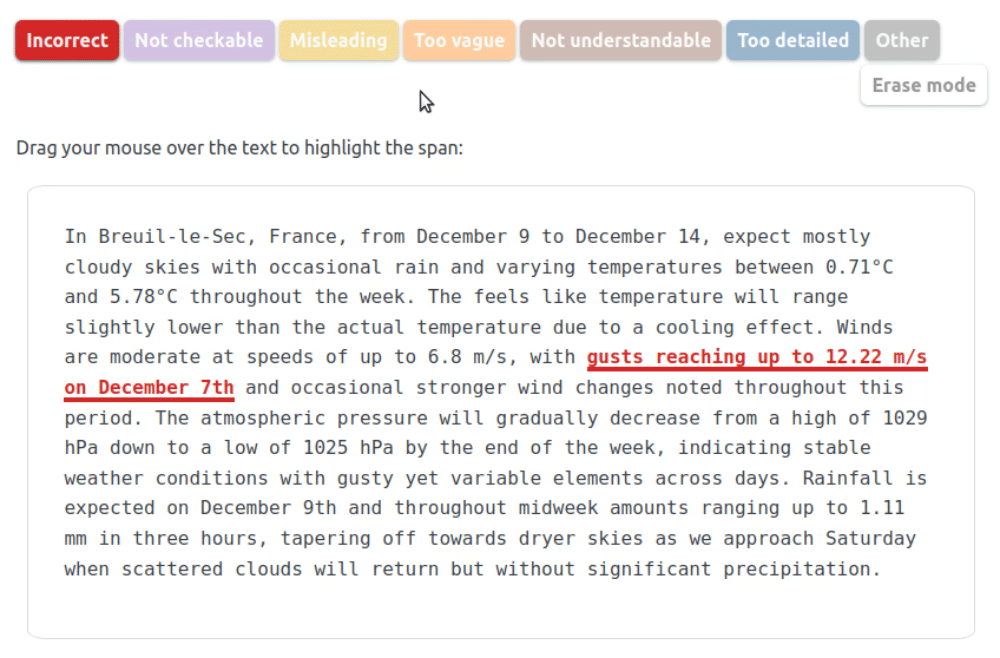 Incorrect Not checkable Misleading Too vague Not understandable Too detailed Other
Erase mode
Drag your mouse over the text to highlight the span:
In Breuil-le-Sec, France, from December 9 to December 14, expect mostly
cloudy skies with occasional rain and varying temperatures between 0.71°C
and 5.78°C throughout the week. The feels like temperature will range
slightly lower than the actual temperature due to a cooling effect. Winds
are moderate at speeds of up to 6.8 m/s, with gusts reaching up to 12.22 m/s
on December 7th and occasional stronger wind changes noted throughout this
period. The atmospheric pressure will gradually decrease from a high of 1029
hPa down to a low of 1025 hPa by the end of the week, indicating stable
weather conditions with gusty yet variable elements across days. Rainfall is
expected on December 9th and throughout midweek amounts ranging up to 1.11
mm in three hours, tapering off towards dryer skies as we approach Saturday
when scattered clouds will return but without significant precipitation.